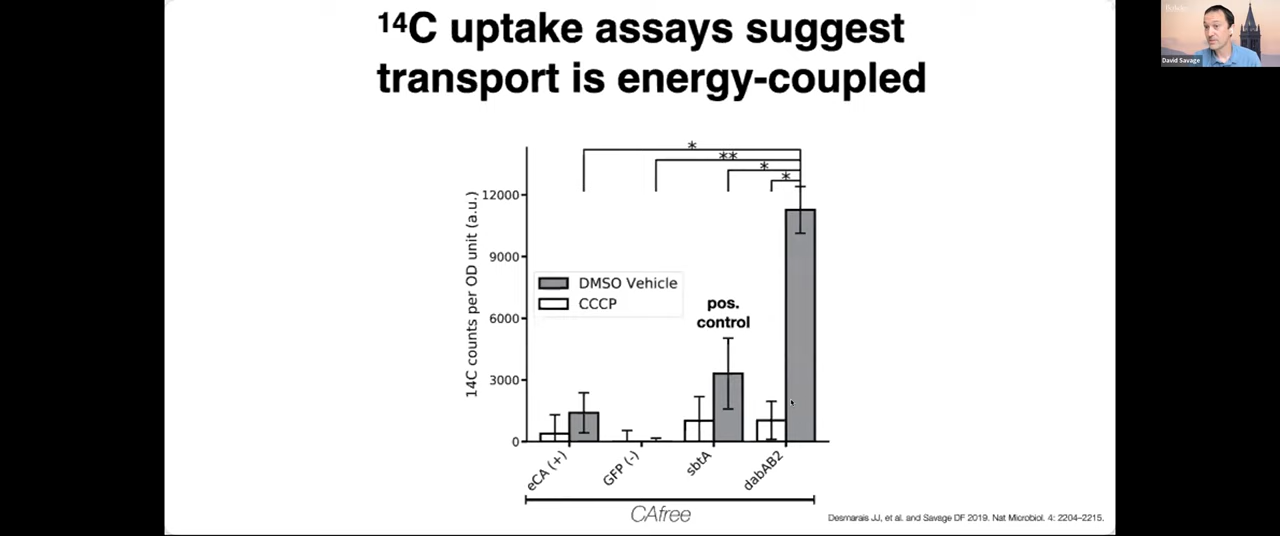 ¹⁴C uptake assays suggest
transport is energy-coupled
David Savage
*
**
*
*
14C counts per OD unit (a.u.)
12000
9000
6000
3000
0
DMSO Vehicle
CCCP
pos.
control
eCA (+)
GFP (-)
sbtA
dabAB2
CAfree
Desmarais JJ, et al. and Savage DF 2019. Nat Microbiol. 4: 2204–2215.